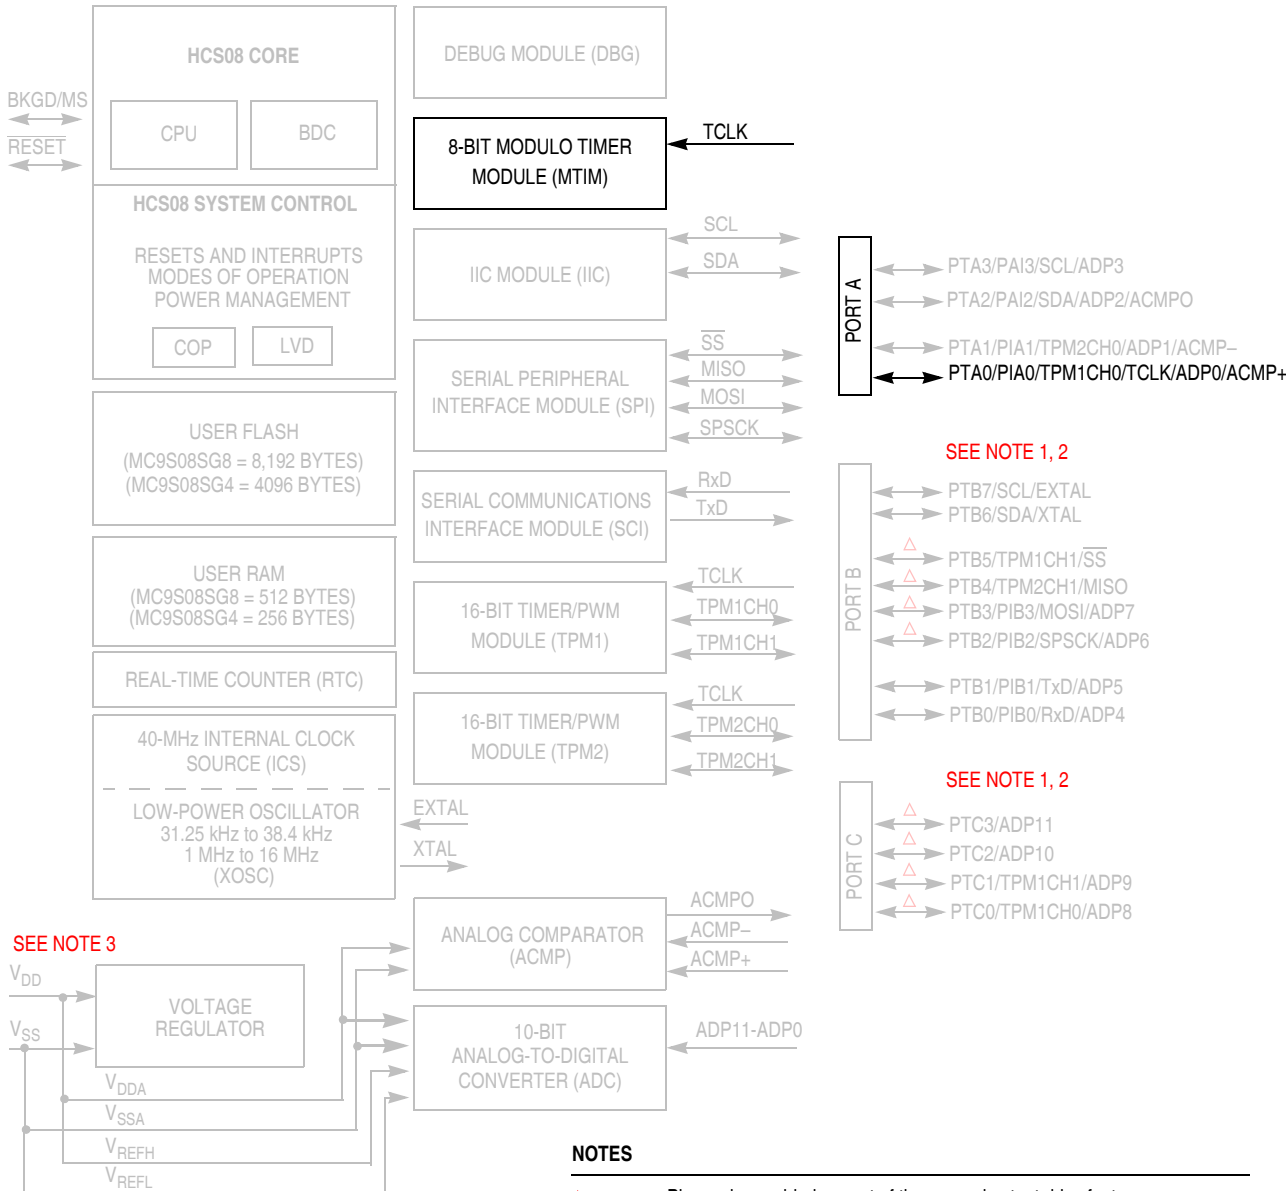 HCS08 CORE
BKGD/MS
RESET
CPU
BDC
HCS08 SYSTEM CONTROL
RESETS AND INTERRUPTS
MODES OF OPERATION
POWER MANAGEMENT
COP
LVD
USER FLASH
(MC9S08SG8 = 8,192 BYTES)
(MC9S08SG4 = 4096 BYTES)
USER RAM
(MC9S08SG8 = 512 BYTES)
(MC9S08SG4 = 256 BYTES)
REAL-TIME COUNTER (RTC)
40-MHz INTERNAL CLOCK
SOURCE (ICS)
LOW-POWER OSCILLATOR
31.25 kHz to 38.4 kHz
1 MHz to 16 MHz
(XOSC)
EXTAL
XTAL
SEE NOTE 3
VDD
VSS
VOLTAGE
REGULATOR
VDDA
VSSA
VREFH
VREFL
DEBUG MODULE (DBG)
8-BIT MODULO TIMER
MODULE (MTIM)
TCLK
IIC MODULE (IIC)
SCL
SDA
SERIAL PERIPHERAL
INTERFACE MODULE (SPI)
SS
MISO
MOSI
SPSCK
SERIAL COMMUNICATIONS
INTERFACE MODULE (SCI)
RxD
TxD
16-BIT TIMER/PWM
MODULE (TPM1)
TCLK
TPM1CH0
TPM1CH1
16-BIT TIMER/PWM
MODULE (TPM2)
TCLK
TPM2CH0
TPM2CH1
ANALOG COMPARATOR
(ACMP)
ACMPO
ACMP–
ACMP+
10-BIT
ANALOG-TO-DIGITAL
CONVERTER (ADC)
ADP11-ADP0
PORT A
PTA3/PAI3/SCL/ADP3
PTA2/PAI2/SDA/ADP2/ACMPO
PTA1/PIA1/TPM2CH0/ADP1/ACMP–
PTA0/PIA0/TPM1CH0/TCLK/ADP0/ACMP+
SEE NOTE 1, 2
PORT B
PTB7/SCL/EXTAL
PTB6/SDA/XTAL
PTB5/TPM1CH1/SS
PTB4/TPM2CH1/MISO
PTB3/PIB3/MOSI/ADP7
PTB2/PIB2/SPSCK/ADP6
PTB1/PIB1/TxD/ADP5
PTB0/PIB0/RxD/ADP4
SEE NOTE 1, 2
PORT C
PTC3/ADP11
PTC2/ADP10
PTC1/TPM1CH1/ADP9
PTC0/TPM1CH0/ADP8
NOTES